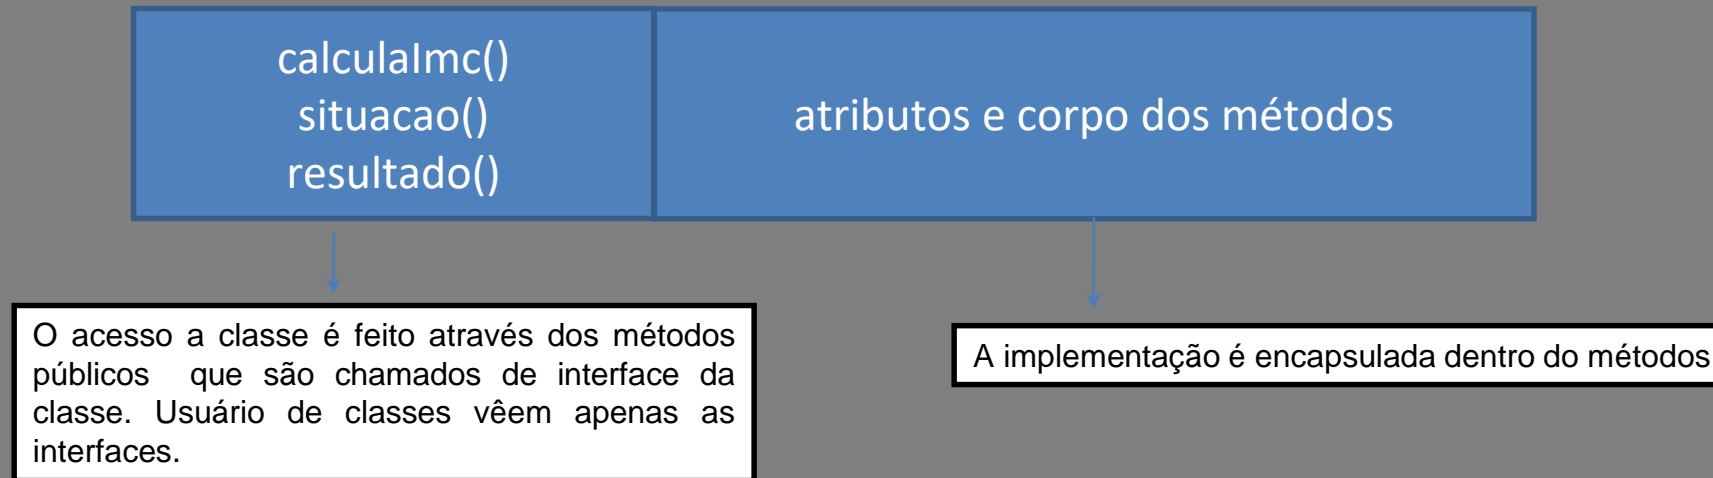 calculaImc()
situacao()
resultado()
atributos e corpo dos métodos
O acesso a classe é feito através dos métodos
públicos que são chamados de interface da
classe. Usuário de classes vêem apenas as
interfaces.
A implementação é encapsulada dentro do métodos